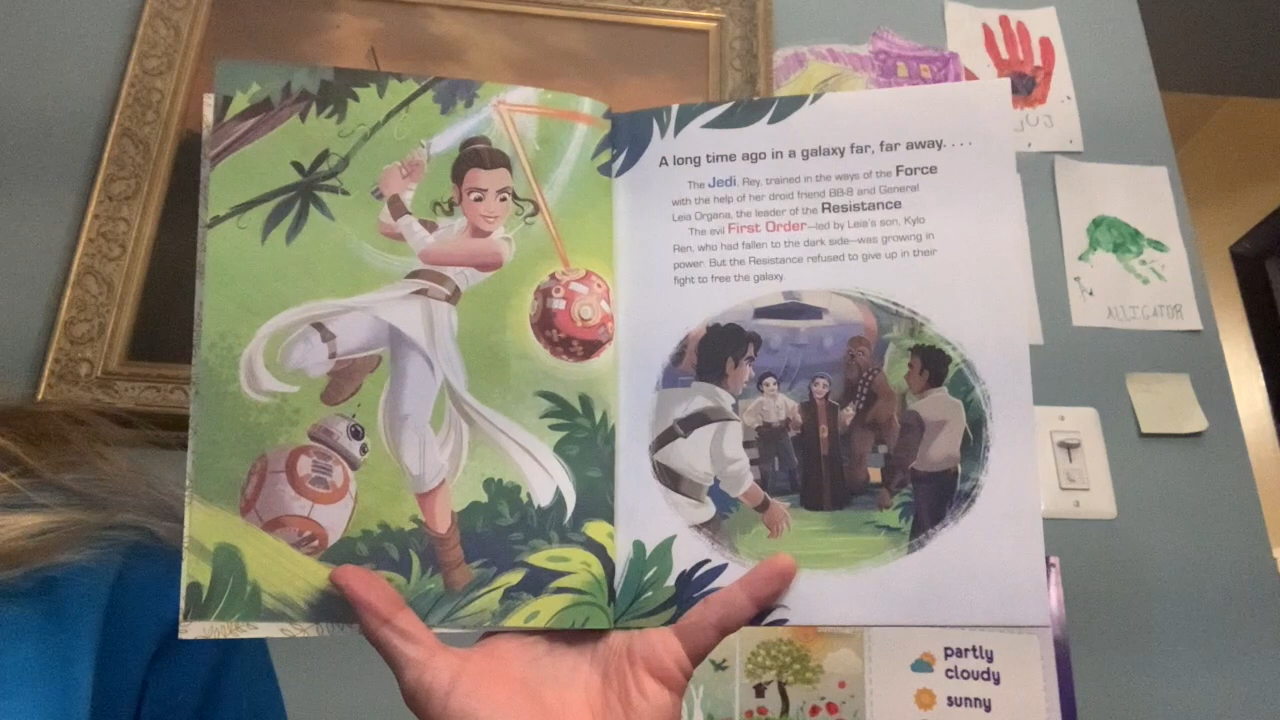 A long time ago in a galaxy far, far away. . . .
The Jedi, Rey, trained in the ways of the Force
with the help of her droid friend BB-8 and General
Leia Organa, the leader of the Resistance.
The evil First Order—led by Leia's son, Kylo
Ren, who had fallen to the dark side—was growing in
power. But the Resistance refused to give up in their
fight to free the galaxy.
ALLIGATOR
partly
cloudy
sunny